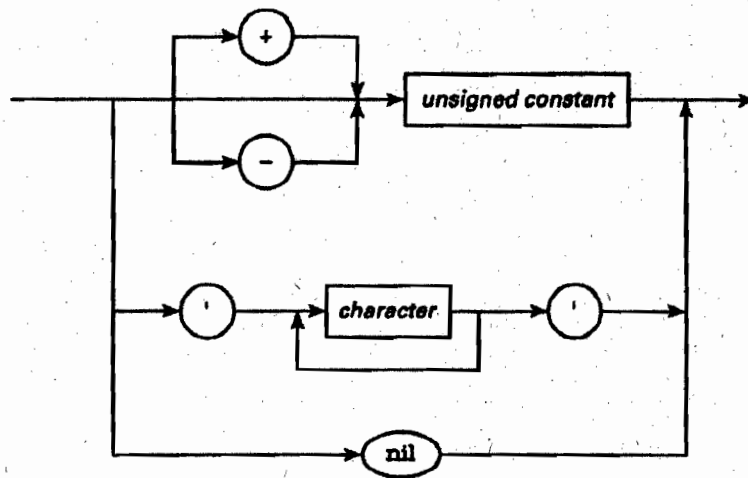 +
unsigned constant
-
'
character
'
nil